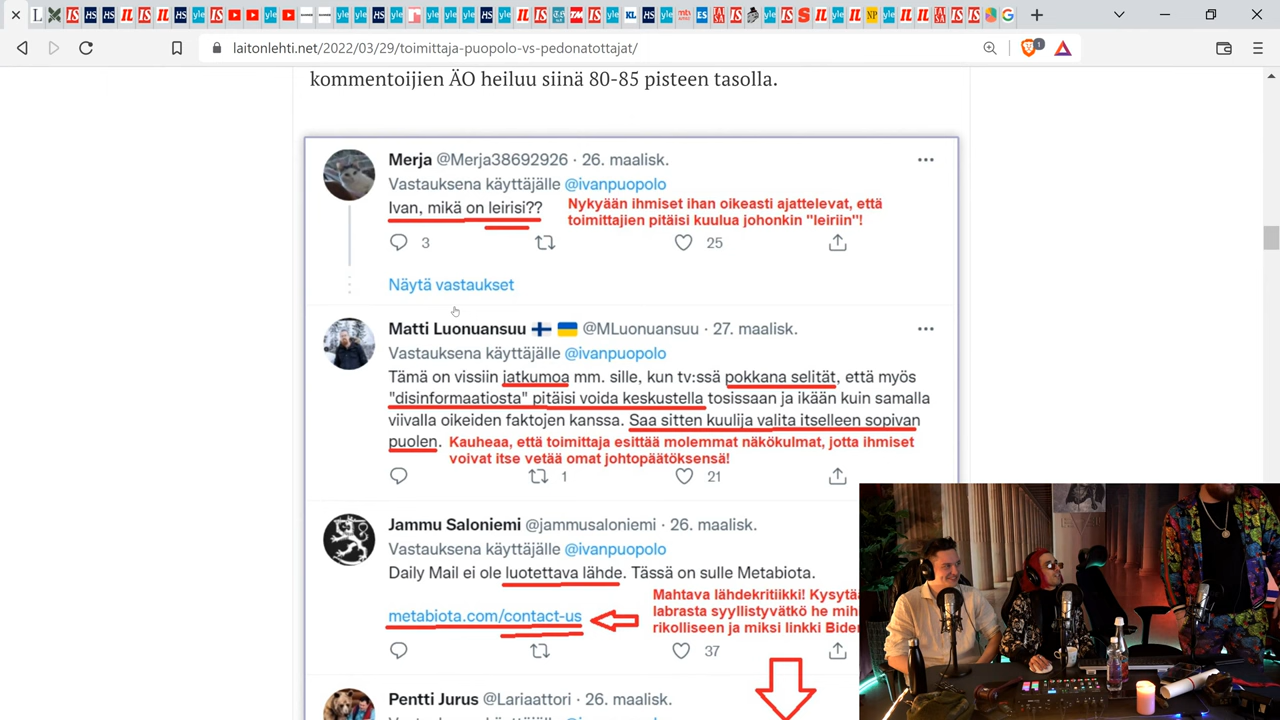 laitonlehti.net/2022/03/29/toimittaja-puopolo-vs-pedonatottajat/
1
kommentoijien ÄO heiluu siinä 80-85 pisteen tasolla.
Merja @Merja38692926 · 26. maalisk.
Vastauksena käyttäjälle @ivanpuopolo
Ivan, mikä on leirisi??
Nykyään ihmiset ihan oikeasti ajattelevat, että
toimittajien pitäisi kuulua johonkin "leiriin"!
3 25
Näytä vastaukset
Matti Luonuansuu @MLuonuansuu · 27. maalisk.
Vastauksena käyttäjälle @ivanpuopolo
Tämä on vissiin jatkumoa mm. sille, kun tv:ssä pokkana selität, että myös
"disinformaatiosta" pitäisi voida keskustella tosissaan ja ikään kuin samalla
viivalla oikeiden faktojen kanssa. Saa sitten kuulija valita itselleen sopivan
puolen.
Kauheaa, että toimittaja esittää molemmat näkökulmat, jotta ihmiset
voivat itse vetää omat johtopäätöksensä!
1 21
Jammu Saloniemi @jammusaloniemi · 26. maalisk.
Vastauksena käyttäjälle @ivanpuopolo
Daily Mail ei ole luotettava lähde. Tässä on sulle Metabiota.
metabiota.com/contact-us
Mahtava lähdekritiikki! Kysytää
labrasta syyllistyvätkö he mih
rikolliseen ja miksi linkki Biden
37
Pentti Jurus @Lariaattori · 26. maalisk.